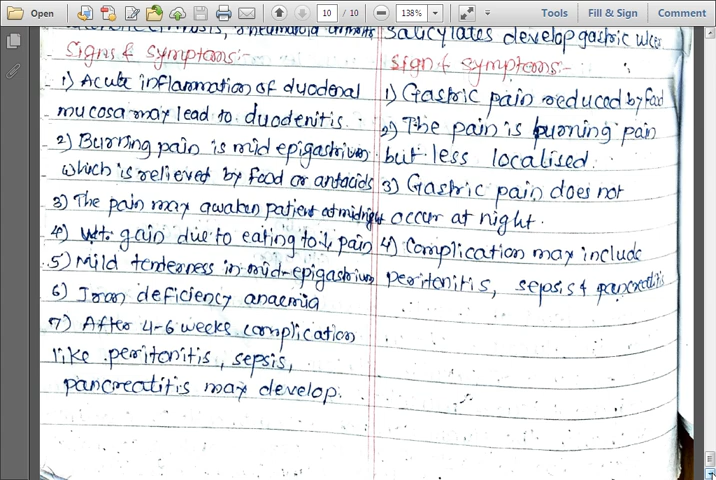 Open
10 / 10
138%
Tools
Fill & Sign
Comment
Salicylates develop gastric ulcer
Signs & Symptoms:-
1) Acute inflammation of duodenal
mucosa may lead to duodenitis.
2) Burning pain is mid epigastrium
which is relieved by food or antacids
3) The pain may awaken patient at midnight
4) Wt. gain due to eating to ↓ pain
5) Mild tenderness in mid-epigastrium
6) Iron deficiency anaemia
7) After 4-6 weeks complication
like peritonitis, sepsis,
pancreatitis may develop.
Sign & Symptoms:-
1) Gastric pain reduced by food
2) The pain is burning pain
but less localised.
3) Gastric pain does not
occur at night.
4) Complication may include
peritonitis, sepsis & pancreatitis